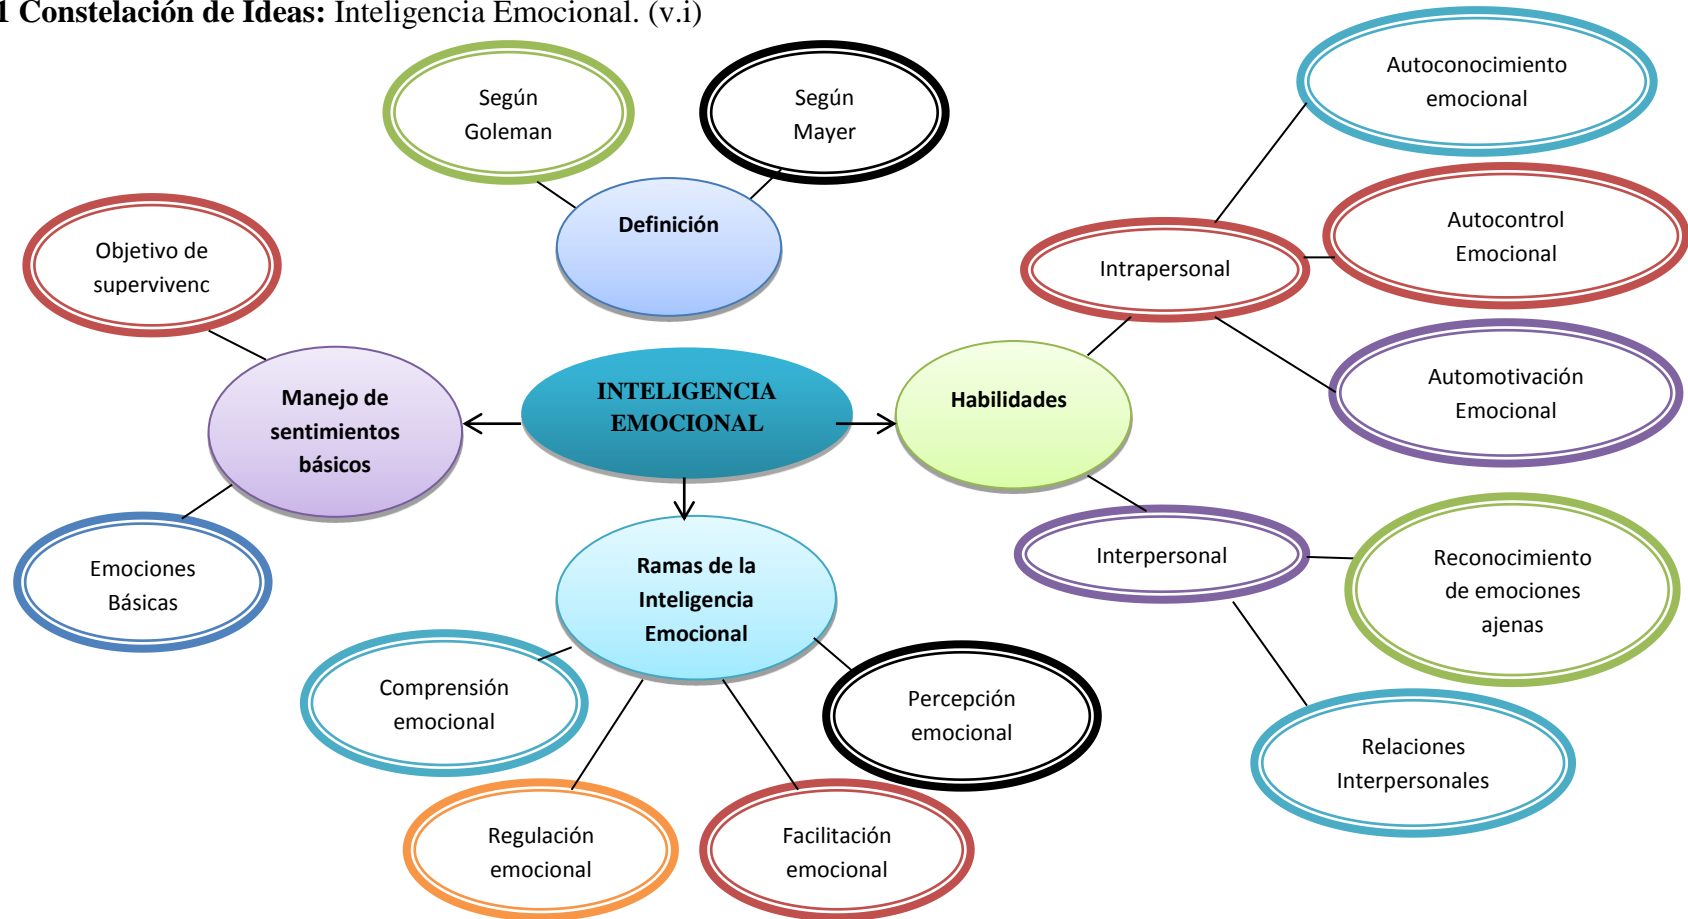 1 Constelación de Ideas: Inteligencia Emocional. (v.i)
Según
Goleman
Según
Mayer
Definición
Objetivo de
supervivenc
Manejo de
sentimientos
básicos
Emociones
Básicas
INTELIGENCIA
EMOCIONAL
Ramas de la
Inteligencia
Emocional
Comprensión
emocional
Regulación
emocional
Facilitación
emocional
Percepción
emocional
Habilidades
Intrapersonal
Autoconocimiento
emocional
Autocontrol
Emocional
Automotivación
Emocional
Interpersonal
Reconocimiento
de emociones
ajenas
Relaciones
Interpersonales